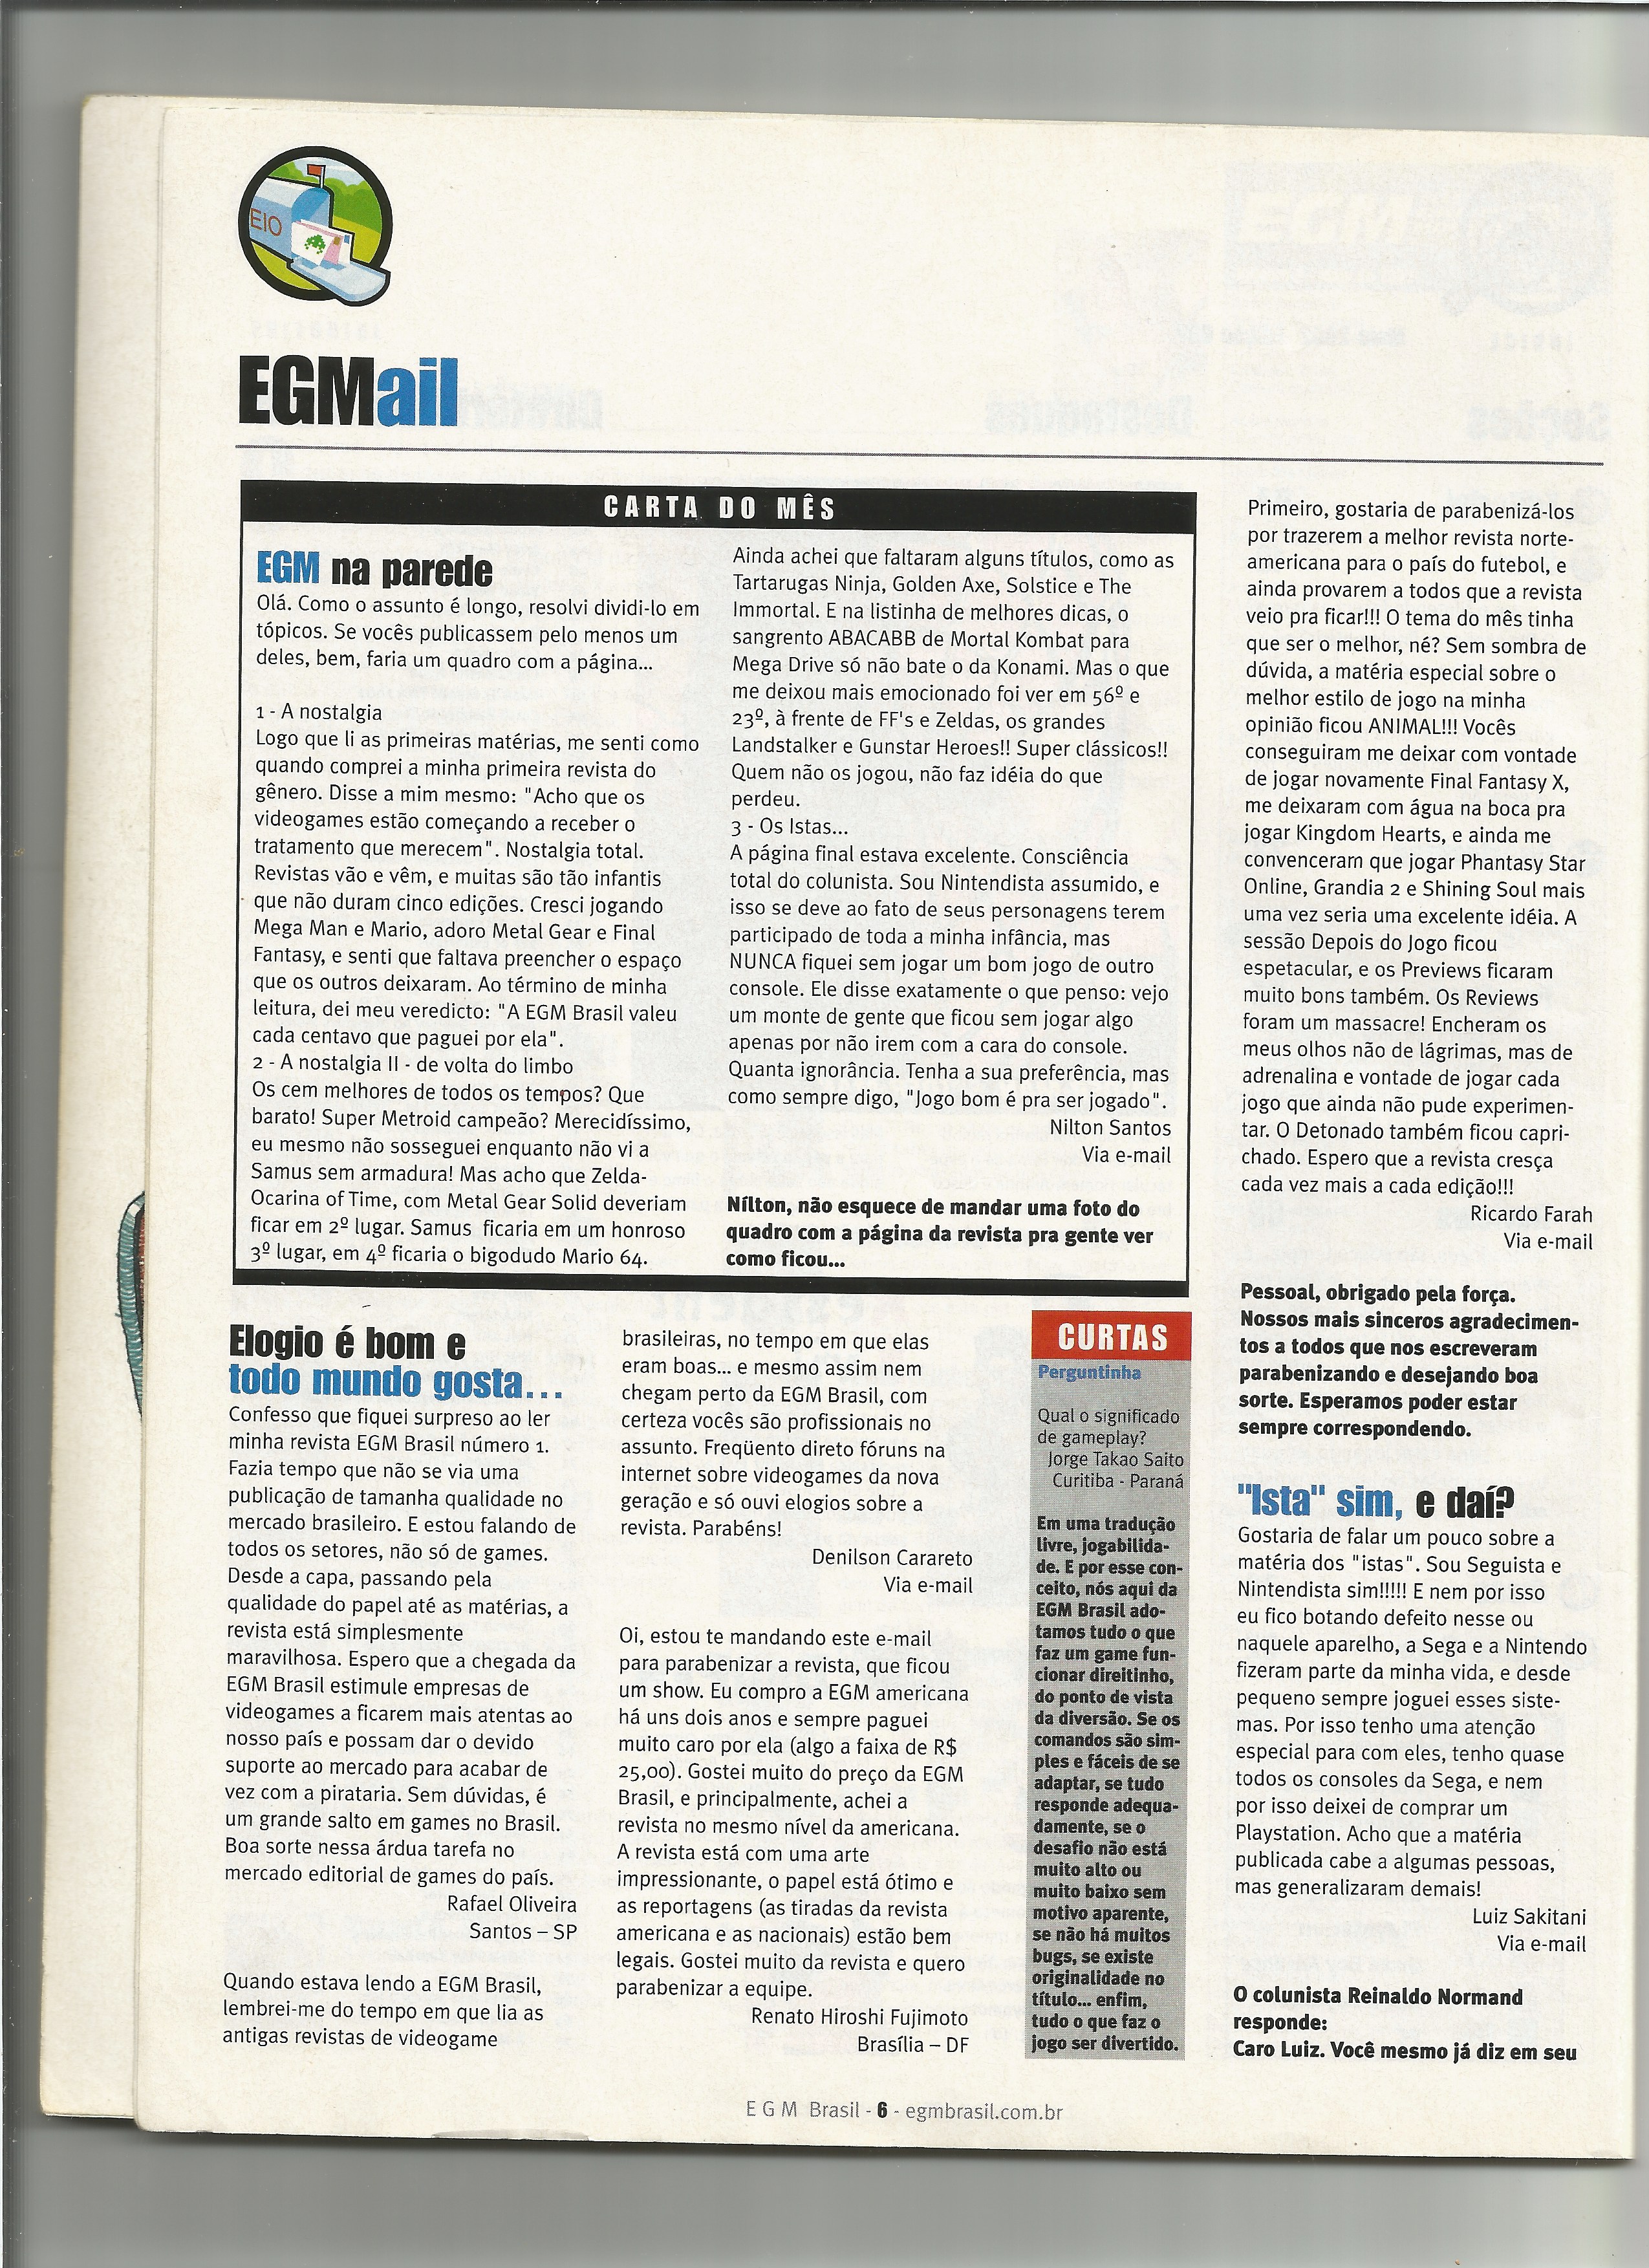 EIO
EGMail
CARTA DO MÊS
EGM na parede
Olá. Como o assunto é longo, resolvi dividi-lo em
tópicos. Se vocês publicassem pelo menos um
deles, bem, faria um quadro com a página...
1 - A nostalgia
Logo que li as primeiras matérias, me senti como
quando comprei a minha primeira revista do
gênero. Disse a mim mesmo: "Acho que os
videogames estão começando a receber o
tratamento que merecem". Nostalgia total.
Revistas vão e vêm, e muitas são tão infantis
que não duram cinco edições. Cresci jogando
Mega Man e Mario, adoro Metal Gear e Final
Fantasy, e senti que faltava preencher o espaço
que os outros deixaram. Ao término de minha
leitura, dei meu veredicto: "A EGM Brasil valeu
cada centavo que paguei por ela".
2 - A nostalgia II - de volta do limbo
Os cem melhores de todos os tempos? Que
barato! Super Metroid campeão? Merecidíssimo,
eu mesmo não sosseguei enquanto não vi a
Samus sem armadura! Mas acho que Zelda-
Ocarina of Time, com Metal Gear Solid deveriam
ficar em 2º lugar. Samus ficaria em um honroso
3º lugar, em 4º ficaria o bigodudo Mario 64.
Ainda achei que faltaram alguns títulos, como as
Tartarugas Ninja, Golden Axe, Solstice e The
Immortal. E na listinha de melhores dicas, o
sangrento ABACABB de Mortal Kombat para
Mega Drive só não bate o da Konami. Mas o que
me deixou mais emocionado foi ver em 56º e
23º, à frente de FF's e Zeldas, os grandes
Landstalker e Gunstar Heroes!! Super clássicos!!
Quem não os jogou, não faz idéia do que
perdeu.
3 - Os Istas...
A página final estava excelente. Consciência
total do colunista. Sou Nintendista assumido, e
isso se deve ao fato de seus personagens terem
participado de toda a minha infância, mas
NUNCA fiquei sem jogar um bom jogo de outro
console. Ele disse exatamente o que penso: vejo
um monte de gente que ficou sem jogar algo
apenas por não irem com a cara do console.
Quanta ignorância. Tenha a sua preferência, mas
como sempre digo, "Jogo bom é pra ser jogado".
Nilton Santos
Via e-mail
Nílton, não esquece de mandar uma foto do
quadro com a página da revista pra gente ver
como ficou...
Elogio é bom e
todo mundo gosta...
Confesso que fiquei surpreso ao ler
minha revista EGM Brasil número 1.
Fazia tempo que não se via uma
publicação de tamanha qualidade no
mercado brasileiro. E estou falando de
todos os setores, não só de games.
Desde a capa, passando pela
qualidade do papel até as matérias, a
revista está simplesmente
maravilhosa. Espero que a chegada da
EGM Brasil estimule empresas de
videogames a ficarem mais atentas ao
nosso país e possam dar o devido
suporte ao mercado para acabar de
vez com a pirataria. Sem dúvidas, é
um grande salto em games no Brasil.
Boa sorte nessa árdua tarefa no
mercado editorial de games do país.
Rafael Oliveira
Santos – SP
Quando estava lendo a EGM Brasil,
lembrei-me do tempo em que lia as
antigas revistas de videogame
brasileiras, no tempo em que elas
eram boas... e mesmo assim nem
chegam perto da EGM Brasil, com
certeza vocês são profissionais no
assunto. Freqüento direto fóruns na
internet sobre videogames da nova
geração e só ouvi elogios sobre a
revista. Parabéns!
Denilson Carareto
Via e-mail
Oi, estou te mandando este e-mail
para parabenizar a revista, que ficou
um show. Eu compro a EGM americana
há uns dois anos e sempre paguei
muito caro por ela (algo a faixa de R$
25,00). Gostei muito do preço da EGM
Brasil, e principalmente, achei a
revista no mesmo nível da americana.
A revista está com uma arte
impressionante, o papel está ótimo e
as reportagens (as tiradas da revista
americana e as nacionais) estão bem
legais. Gostei muito da revista e quero
parabenizar a equipe.
Renato Hiroshi Fujimoto
Brasília – DF
CURTAS
Perguntinha
Qual o significado
de gameplay?
Jorge Takao Saito
Curitiba - Paraná
Em uma tradução
livre, jogabilida-
de. E por esse con-
ceito, nós aqui da
EGM Brasil ado-
tamos tudo o que
faz um game fun-
cionar direitinho,
do ponto de vista
da diversão. Se os
comandos são sim-
ples e fáceis de se
adaptar, se tudo
responde adequa-
damente, se o
desafio não está
muito alto ou
muito baixo sem
motivo aparente,
se não há muitos
bugs, se existe
originalidade no
título... enfim,
tudo o que faz o
jogo ser divertido.
Primeiro, gostaria de parabenizá-los
por trazerem a melhor revista norte-
americana para o país do futebol, e
ainda provarem a todos que a revista
veio pra ficar!!! O tema do mês tinha
que ser o melhor, né? Sem sombra de
dúvida, a matéria especial sobre o
melhor estilo de jogo na minha
opinião ficou ANIMAL!!! Vocês
conseguiram me deixar com vontade
de jogar novamente Final Fantasy X,
me deixaram com água na boca pra
jogar Kingdom Hearts, e ainda me
convenceram que jogar Phantasy Star
Online, Grandia 2 e Shining Soul mais
uma vez seria uma excelente idéia. A
sessão Depois do Jogo ficou
espetacular, e os Previews ficaram
muito bons também. Os Reviews
foram um massacre! Encheram os
meus olhos não de lágrimas, mas de
adrenalina e vontade de jogar cada
jogo que ainda não pude experimen-
tar. O Detonado também ficou capri-
chado. Espero que a revista cresça
cada vez mais a cada edição!!!
Ricardo Farah
Via e-mail
Pessoal, obrigado pela força.
Nossos mais sinceros agradecimen-
tos a todos que nos escreveram
parabenizando e desejando boa
sorte. Esperamos poder estar
sempre correspondendo.
"Ista" sim, e daí?
Gostaria de falar um pouco sobre a
matéria dos "istas". Sou Seguista e
Nintendista sim!!!!! E nem por isso
eu fico botando defeito nesse ou
naquele aparelho, a Sega e a Nintendo
fizeram parte da minha vida, e desde
pequeno sempre joguei esses siste-
mas. Por isso tenho uma atenção
especial para com eles, tenho quase
todos os consoles da Sega, e nem
por isso deixei de comprar um
Playstation. Acho que a matéria
publicada cabe a algumas pessoas,
mas generalizaram demais!
Luiz Sakitani
Via e-mail
O colunista Reinaldo Normand
responde:
Caro Luiz. Você mesmo já diz em seu
EGM Brasil - 6 - egmbrasil.com.br